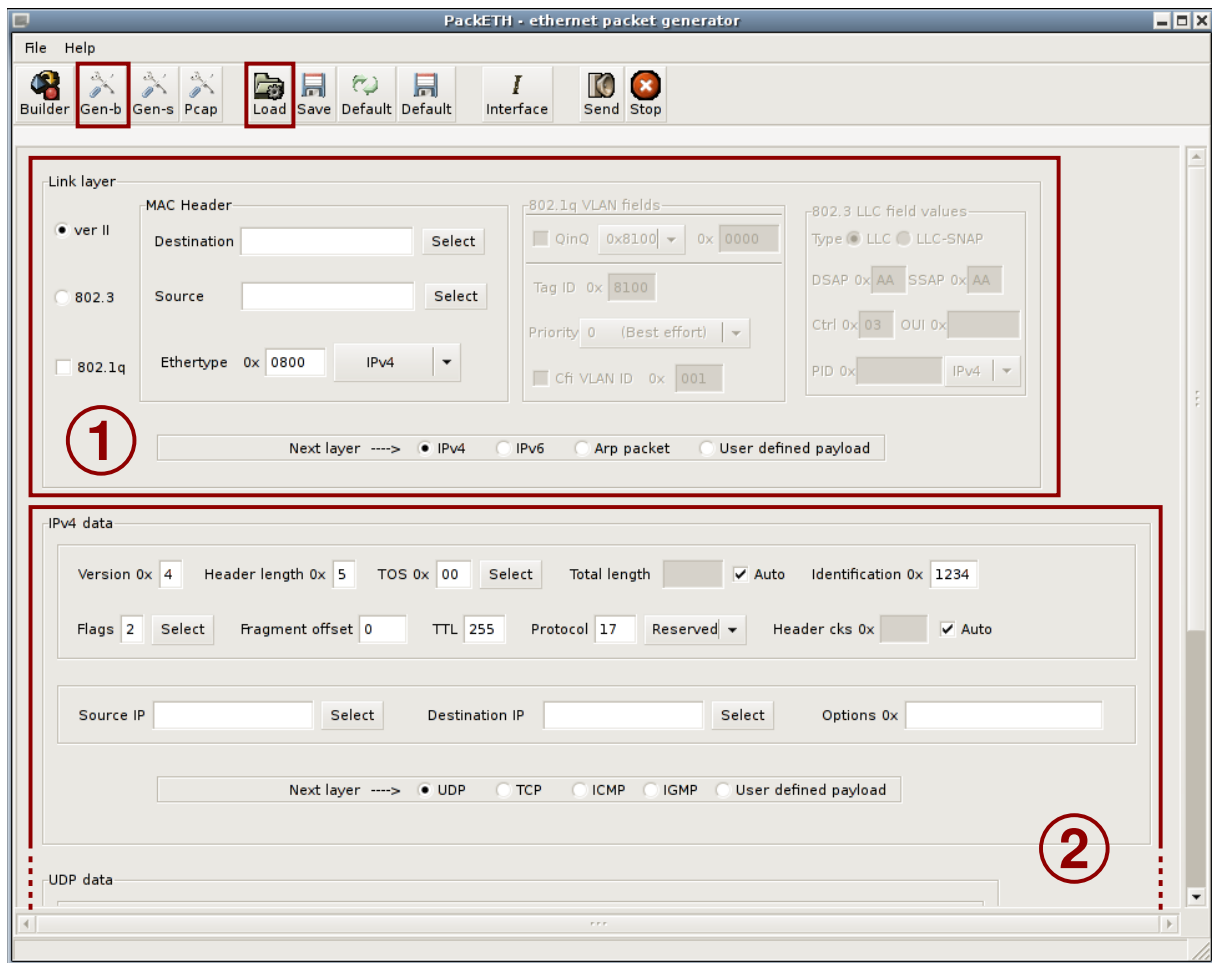 PackETH - ethernet packet generator
File Help
Builder Gen-b Gen-s Pcap Load Save Default Default Interface Send Stop
Link layer
MAC Header 802.1q VLAN fields 802.3 LLC field values
ver II Destination Select QinQ 0x8100 0x 0000 Type LLC LLC-SNAP
802.3 Source Select Tag ID 0x 8100 DSAP 0x AA SSAP 0x AA
Priority 0 (Best effort) Ctrl 0x 03 OUI 0x
802.1q Ethertype 0x 0800 IPv4 Cfi VLAN ID 0x 001 PID 0x IPv4
1
Next layer ----> IPv4 IPv6 Arp packet User defined payload
IPv4 data
Version 0x 4 Header length 0x 5 TOS 0x 00 Select Total length Auto Identification 0x 1234
Flags 2 Select Fragment offset 0 TTL 255 Protocol 17 Reserved Header cks 0x Auto
Source IP Select Destination IP Select Options 0x
Next layer ----> UDP TCP ICMP IGMP User defined payload
2
UDP data